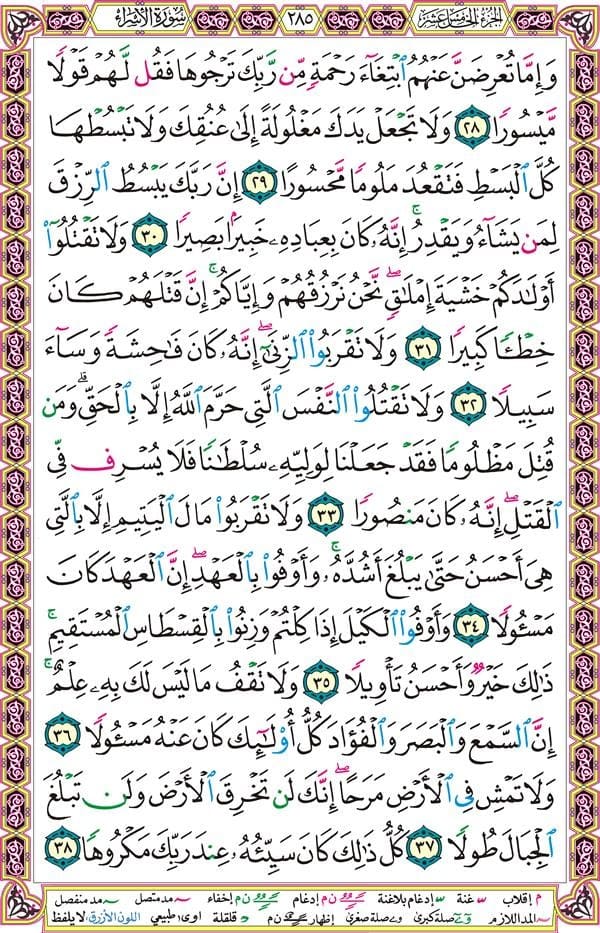 الجزء الخامس عشر ٢٨٥ سورة الإسراء
وَإِمَّا تُعْرِضَنَّ عَنْهُمُ ٱبْتِغَآءَ رَحْمَةٍ مِّن رَّبِّكَ تَرْجُوهَا فَقُل لَّهُمْ قَوْلًا
مَّيْسُورًا ٢٨ وَلَا تَجْعَلْ يَدَكَ مَغْلُولَةً إِلَىٰ عُنُقِكَ وَلَا تَبْسُطْهَا
كُلَّ ٱلْبَسْطِ فَتَقْعُدَ مَلُومًا مَّحْسُورًا ٢٩ إِنَّ رَبَّكَ يَبْسُطُ ٱلرِّزْقَ
لِمَن يَشَآءُ وَيَقْدِرُ ۚ إِنَّهُۥ كَانَ بِعِبَادِهِۦ خَبِيرًۢا بَصِيرًا ٣٠ وَلَا تَقْتُلُوٓا۟
أَوْلَٰدَكُمْ خَشْيَةَ إِمْلَٰقٍ ۖ نَّحْنُ نَرْزُقُهُمْ وَإِيَّاكُمْ ۚ إِنَّ قَتْلَهُمْ كَانَ
خِطْـًٔا كَبِيرًا ٣١ وَلَا تَقْرَبُوا۟ ٱلزِّنَىٰٓ ۖ إِنَّهُۥ كَانَ فَٰحِشَةً وَسَآءَ
سَبِيلًا ٣٢ وَلَا تَقْتُلُوا۟ ٱلنَّفْسَ ٱلَّتِى حَرَّمَ ٱللَّهُ إِلَّا بِٱلْحَقِّ ۗ وَمَن
قُتِلَ مَظْلُومًا فَقَدْ جَعَلْنَا لِوَلِيِّهِۦ سُلْطَٰنًا فَلَا يُسْرِف فِّى
ٱلْقَتْلِ ۖ إِنَّهُۥ كَانَ مَنصُورًا ٣٣ وَلَا تَقْرَبُوا۟ مَالَ ٱلْيَتِيمِ إِلَّا بِٱلَّتِى
هِىَ أَحْسَنُ حَتَّىٰ يَبْلُغَ أَشُدَّهُۥ ۚ وَأَوْفُوا۟ بِٱلْعَهْدِ ۖ إِنَّ ٱلْعَهْدَ كَانَ
مَسْـُٔولًا ٣٤ وَأَوْفُوا۟ ٱلْكَيْلَ إِذَا كِلْتُمْ وَزِنُوا۟ بِٱلْقِسْطَاسِ ٱلْمُسْتَقِيمِ ۚ
ذَٰلِكَ خَيْرٌ وَأَحْسَنُ تَأْوِيلًا ٣٥ وَلَا تَقْفُ مَا لَيْسَ لَكَ بِهِۦ عِلْمٌ ۚ
إِنَّ ٱلسَّمْعَ وَٱلْبَصَرَ وَٱلْفُؤَادَ كُلُّ أُو۟لَٰٓئِكَ كَانَ عَنْهُ مَسْـُٔولًا ٣٦
وَلَا تَمْشِ فِى ٱلْأَرْضِ مَرَحًا ۖ إِنَّكَ لَن تَخْرِقَ ٱلْأَرْضَ وَلَن تَبْلُغَ
ٱلْجِبَالَ طُولًا ٣٧ كُلُّ ذَٰلِكَ كَانَ سَيِّئُهُۥ عِندَ رَبِّكَ مَكْرُوهًا ٣٨
م إقلاب س غنة س إدغام بلاغنة ن م إدغام ن م إخفاء مد متصل مد منفصل
المد اللازم صلة كبرى صلة صغرى إظهار ن م د قلقلة اوى طبيعي اللون الأزرق لا يلفظ